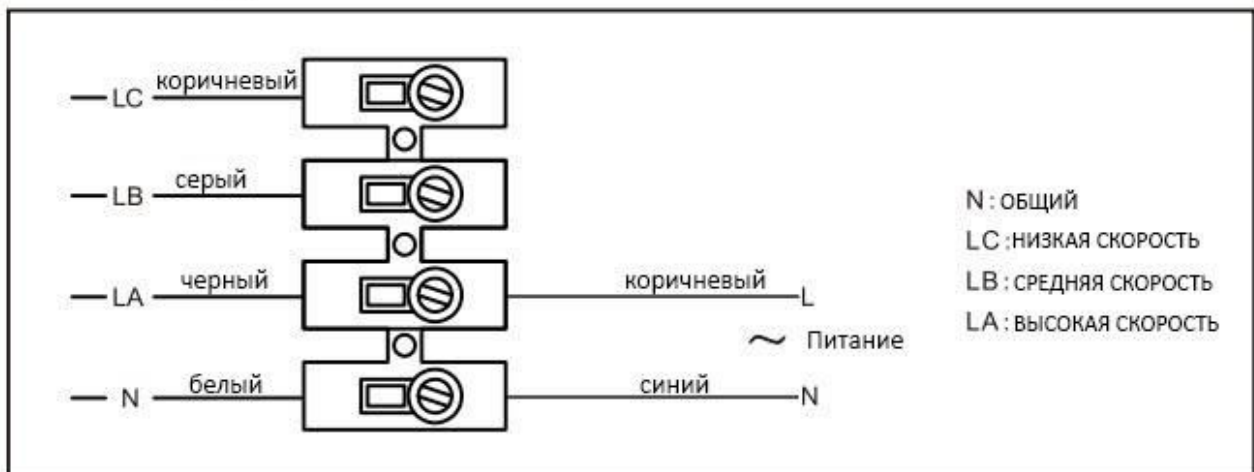 LC коричневый
LB серый
LA черный коричневый L
~ Питание
N белый синий N
N : ОБЩИЙ
LC :НИЗКАЯ СКОРОСТЬ
LB : СРЕДНЯЯ СКОРОСТЬ
LA : ВЫСОКАЯ СКОРОСТЬ